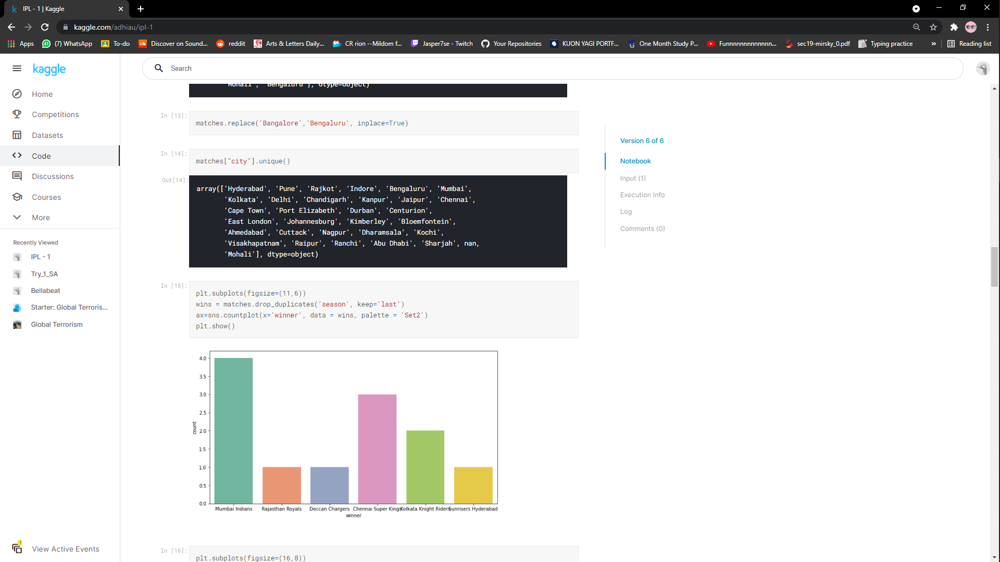 IPL - 1 | Kaggle
kaggle.com/adhiau/ipl-1
Apps
(7) WhatsApp
To-do
Discover on Sound...
reddit
Arts & Letters Daily...
CR rion --Mildom f...
Jasper7se - Twitch
Your Repositories
KUON YAGI PORTF...
One Month Study P...
Funnnnnnnnnnnnn...
sec19-mirsky_0.pdf
Typing practice
»
Reading list
kaggle
Search
Home
Competitions
Datasets
Code
Discussions
Courses
More
Recently Viewed
IPL - 1
Try_1_SA
Bellabeat
Starter: Global Terroris...
Global Terrorism
1
View Active Events
'Mohali', 'Bengaluru'], dtype=object)
In [13]:
matches.replace('Bangalore','Bengaluru', inplace=True)
In [14]:
matches["city"].unique()
Out[14]:
array(['Hyderabad', 'Pune', 'Rajkot', 'Indore', 'Bengaluru', 'Mumbai',
'Kolkata', 'Delhi', 'Chandigarh', 'Kanpur', 'Jaipur', 'Chennai',
'Cape Town', 'Port Elizabeth', 'Durban', 'Centurion',
'East London', 'Johannesburg', 'Kimberley', 'Bloemfontein',
'Ahmedabad', 'Cuttack', 'Nagpur', 'Dharamsala', 'Kochi',
'Visakhapatnam', 'Raipur', 'Ranchi', 'Abu Dhabi', 'Sharjah', nan,
'Mohali'], dtype=object)
In [15]:
plt.subplots(figsize=(11,6))
wins = matches.drop_duplicates('season', keep='last')
ax=sns.countplot(x='winner', data = wins, palette = 'Set2')
plt.show()
4.0
3.5
3.0
2.5
2.0
1.5
1.0
0.5
0.0
count
Mumbai Indians
Rajasthan Royals
Deccan Chargers
Chennai Super Kings
Kolkata Knight Riders
Sunrisers Hyderabad
winner
In [16]:
plt.subplots(figsize=(16,8))
Version 6 of 6
Notebook
Input (1)
Execution Info
Log
Comments (0)